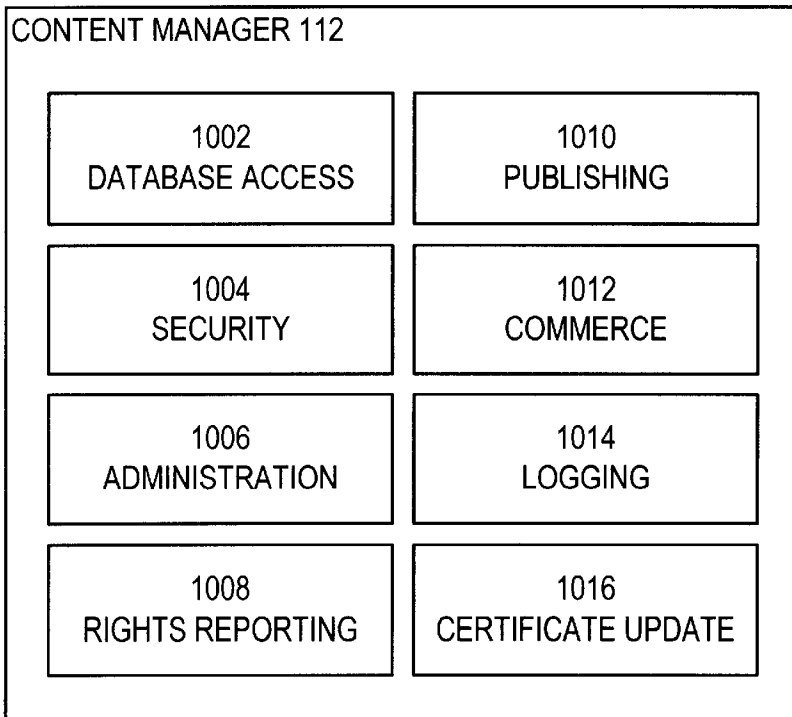 CONTENT MANAGER 112
1002
DATABASE ACCESS
1010
PUBLISHING
1004
SECURITY
1012
COMMERCE
1006
ADMINISTRATION
1014
LOGGING
1008
RIGHTS REPORTING
1016
CERTIFICATE UPDATE